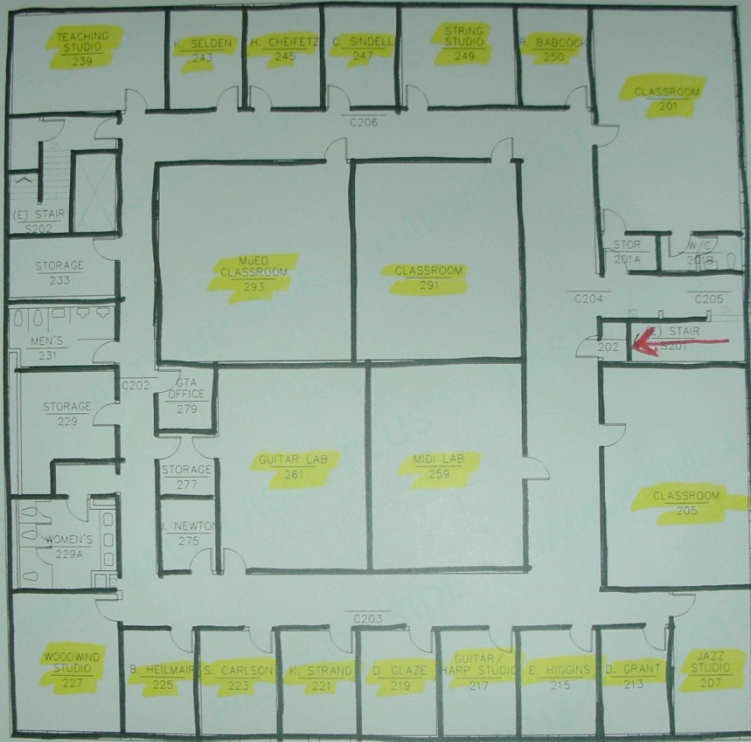 TEACHING
STUDIO
239
K. SELDEN
243
H. CHEIFETZ
245
G. SINDELL
247
STRING
STUDIO
249
R. BABCOCK
250
CLASSROOM
201
C206
(E) STAIR
S202
STORAGE
233
MUED
CLASSROOM
293
CLASSROOM
291
STOR
201A
W/C
201B
C204
C205
MEN'S
231
202
(E) STAIR
S201
C202
GTA
OFFICE
279
STORAGE
229
STORAGE
277
GUITAR LAB
261
MIDI LAB
259
CLASSROOM
205
NEWTON
275
WOMEN'S
229A
C203
WOODWIND
STUDIO
227
B. HEILMAIR
225
S. CARLSON
223
K. STRAND
221
D. GLAZE
219
GUITAR/
HARP STUDIO
217
E. HIGGINS
215
D. GRANT
213
JAZZ
STUDIO
207